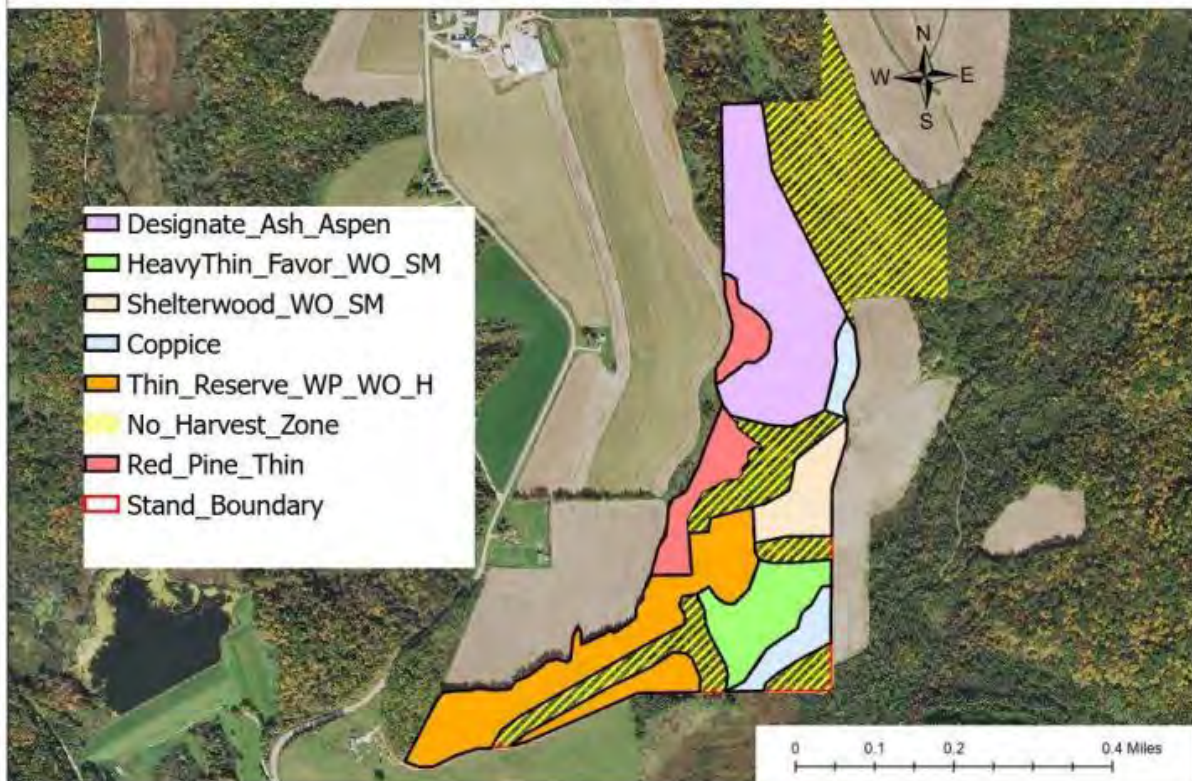 N
W E
S
Designate_Ash_Aspen
HeavyThin_Favor_WO_SM
Shelterwood_WO_SM
Coppice
Thin_Reserve_WP_WO_H
No_Harvest_Zone
Red_Pine_Thin
Stand_Boundary
0 0.1 0.2 0.4 Miles